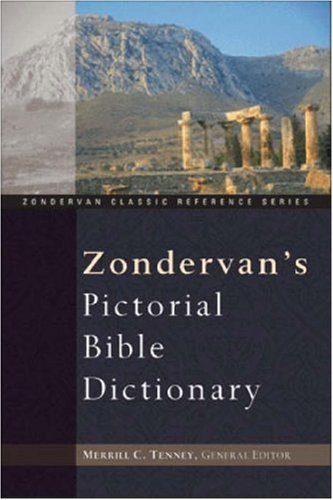 ZONDERVAN CLASSIC REFERENCE SERIES
Zondervan's
Pictorial
Bible
Dictionary
MERRILL C. TENNEY, GENERAL EDITOR